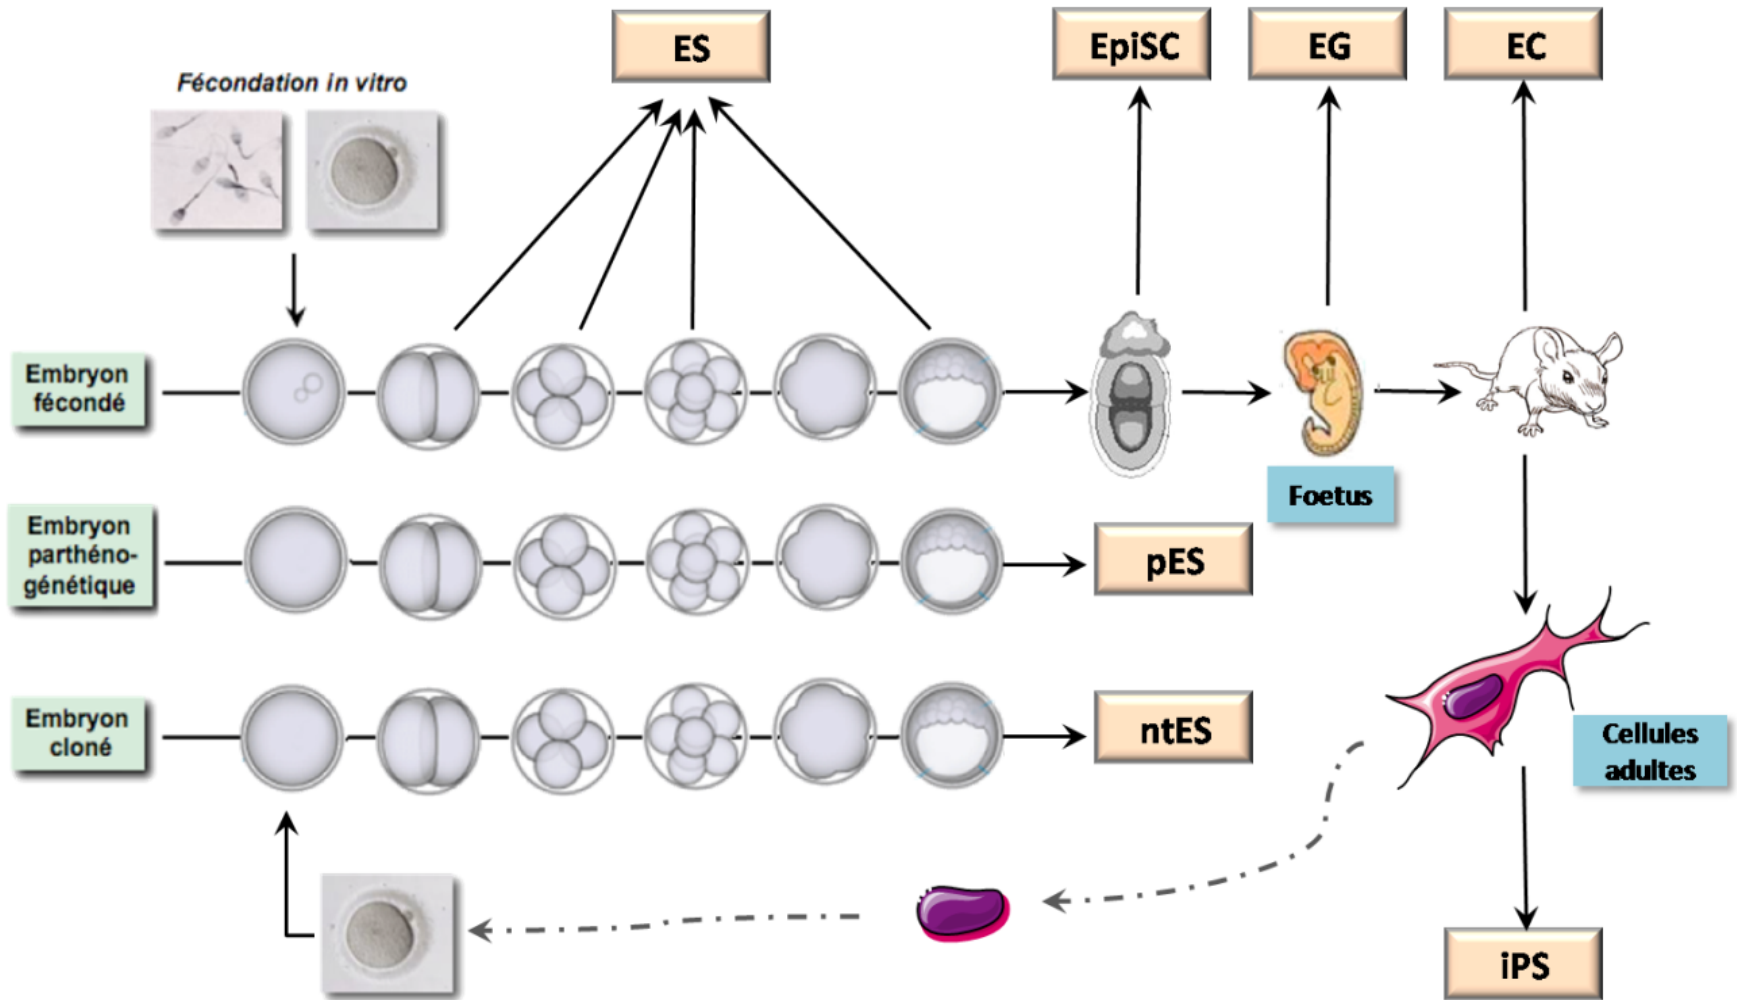 ES
EpiSC
EG
EC
Fécondation in vitro
Embryon
fécondé
Foetus
Embryon
parthéno-
génétique
pES
Embryon
cloné
ntES
Cellules
adultes
iPS